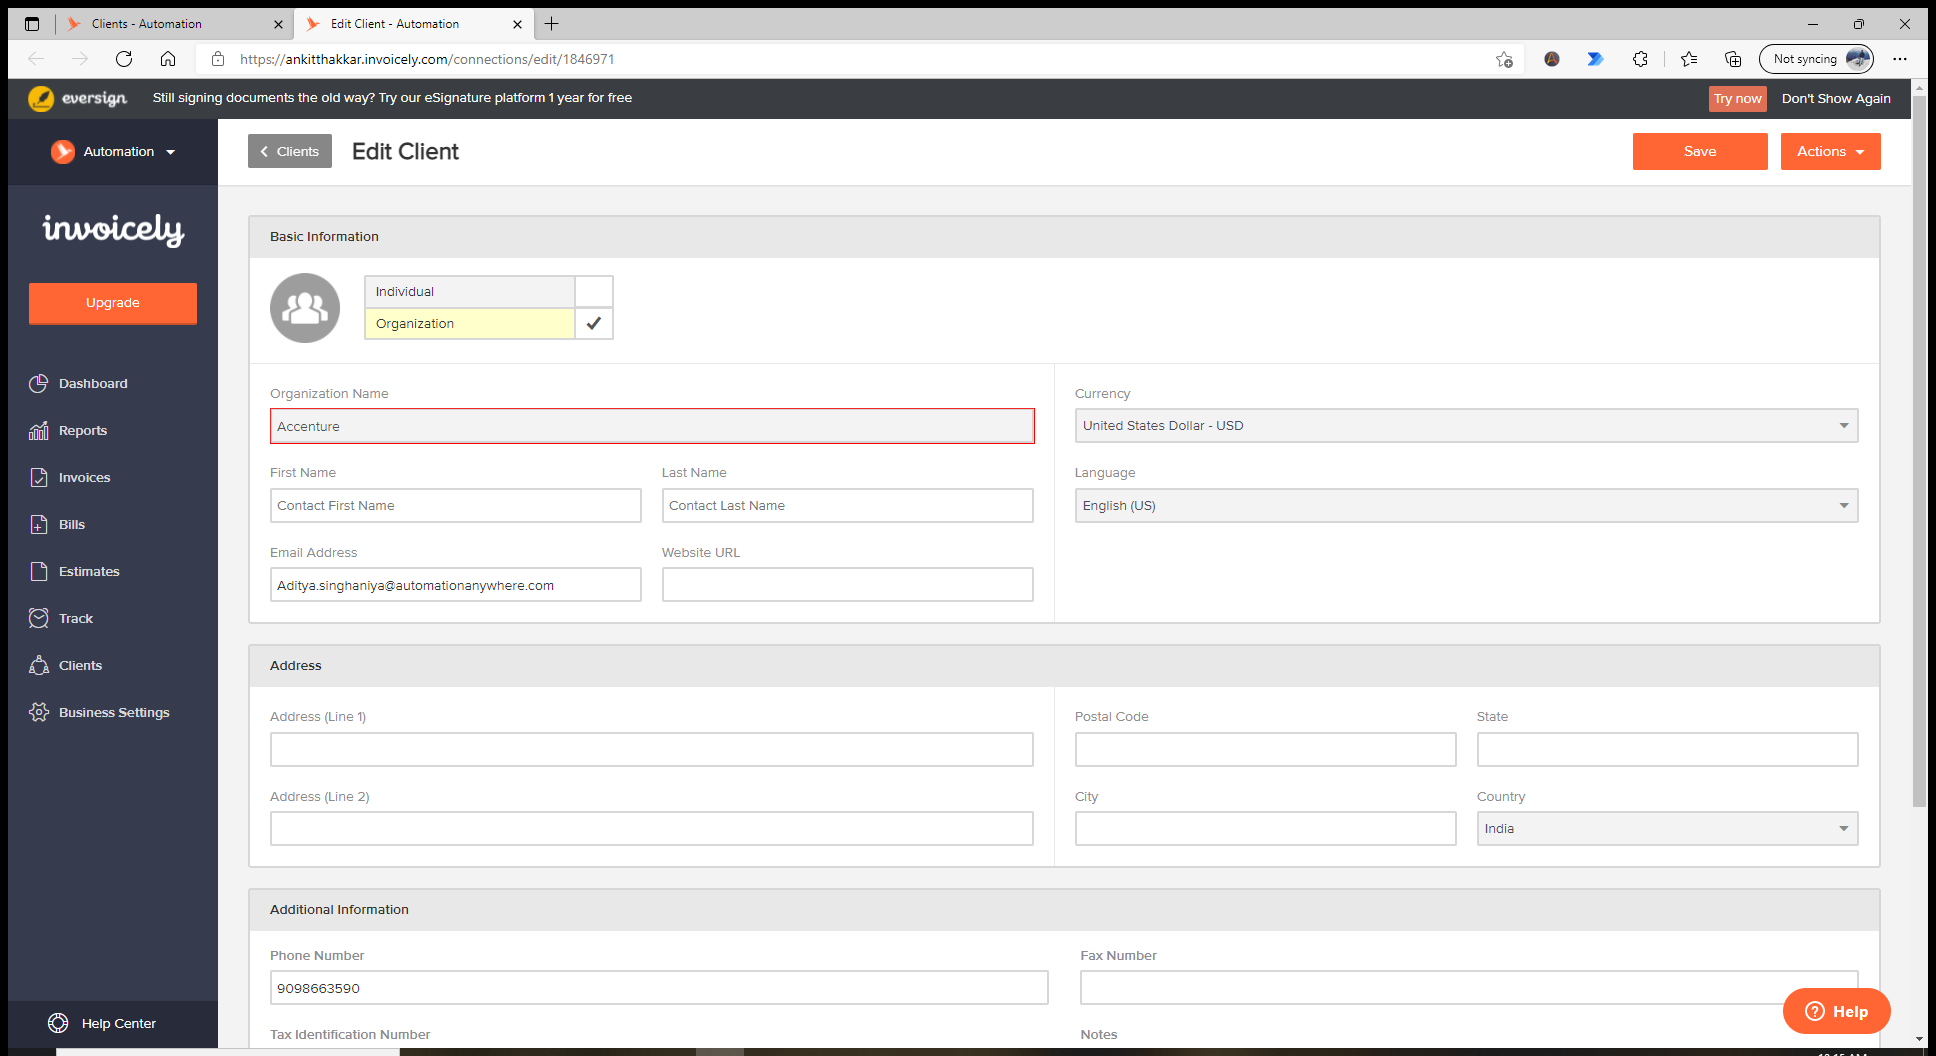 Clients - Automation
Edit Client - Automation
https://ankitthakkar.invoicely.com/connections/edit/1846971
Not syncing
eversign
Still signing documents the old way? Try our eSignature platform 1 year for free
Try now
Don't Show Again
Automation
Clients
Edit Client
Save
Actions
invoicely
Upgrade
Dashboard
Reports
Invoices
Bills
Estimates
Track
Clients
Business Settings
Help Center
Basic Information
Individual
Organization
Organization Name
Accenture
Currency
United States Dollar - USD
First Name
Contact First Name
Last Name
Contact Last Name
Language
English (US)
Email Address
Aditya.singhaniya@automationanywhere.com
Website URL
Address
Address (Line 1)
Postal Code
State
Address (Line 2)
City
Country
India
Additional Information
Phone Number
9098663590
Fax Number
Tax Identification Number
Notes
? Help